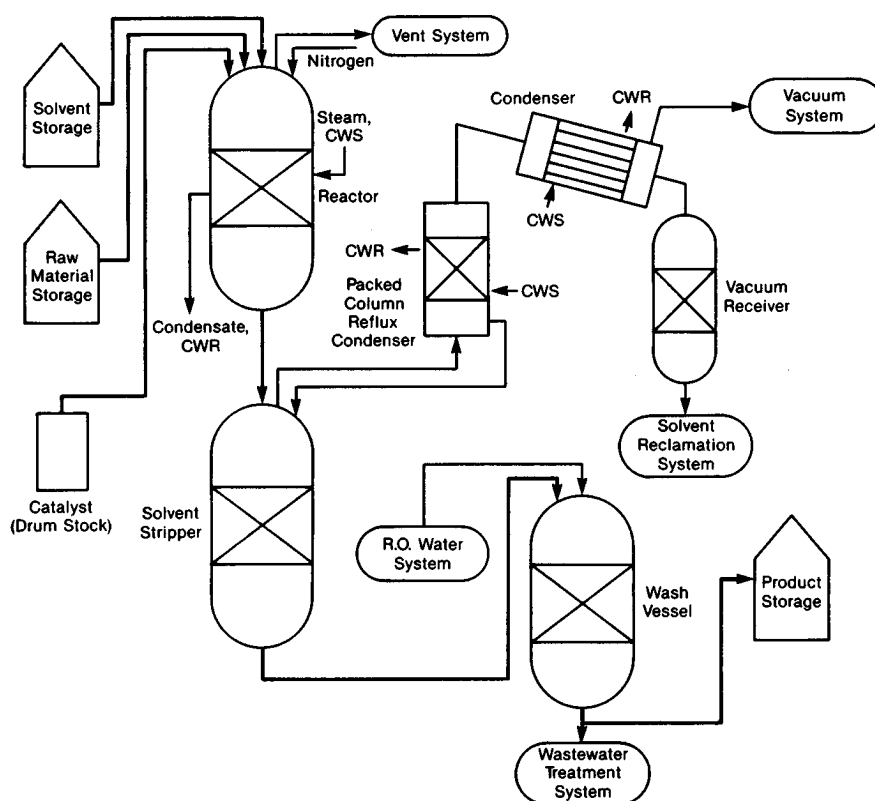 Vent System
Nitrogen
Solvent
Storage
Steam,
CWS
Reactor
Raw
Material
Storage
Condensate,
CWR
Catalyst
(Drum Stock)
Condenser
CWR
CWS
Vacuum
System
CWR
CWS
Packed
Column
Reflux
Condenser
Vacuum
Receiver
Solvent
Reclamation
System
Solvent
Stripper
R.O. Water
System
Wash
Vessel
Product
Storage
Wastewater
Treatment
System